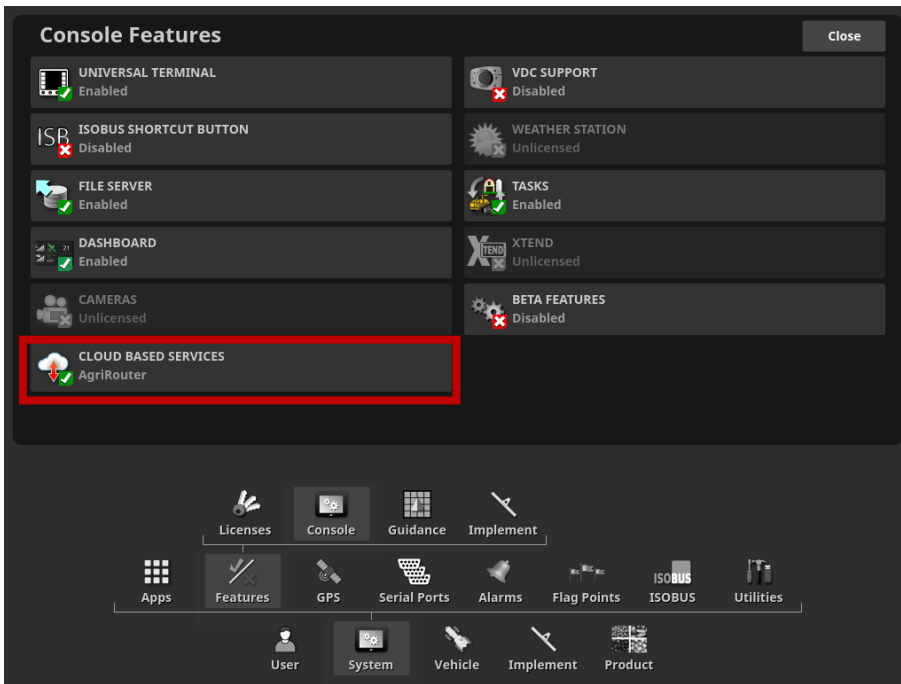 Console Features
Close
UNIVERSAL TERMINAL
Enabled
VDC SUPPORT
Disabled
ISB
ISOBUS SHORTCUT BUTTON
Disabled
WEATHER STATION
Unlicensed
FILE SERVER
Enabled
TASKS
Enabled
21
DASHBOARD
Enabled
XTEND
XTEND
Unlicensed
CAMERAS
Unlicensed
BETA FEATURES
Disabled
CLOUD BASED SERVICES
AgriRouter
Licenses
Console
Guidance
Implement
Apps
Features
GPS
Serial Ports
Alarms
Flag Points
ISOBUS
ISOBUS
Utilities
User
System
Vehicle
Implement
Product